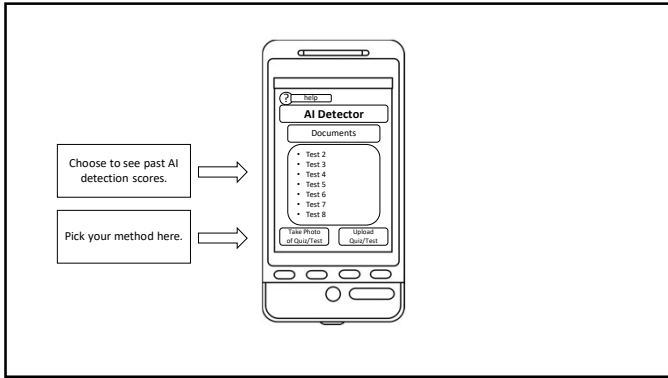 ? help
AI Detector
Documents
• Test 2
• Test 3
• Test 4
• Test 5
• Test 6
• Test 7
• Test 8
Take Photo
of Quiz/Test
Upload
Quiz/Test
Choose to see past AI
detection scores.
Pick your method here.